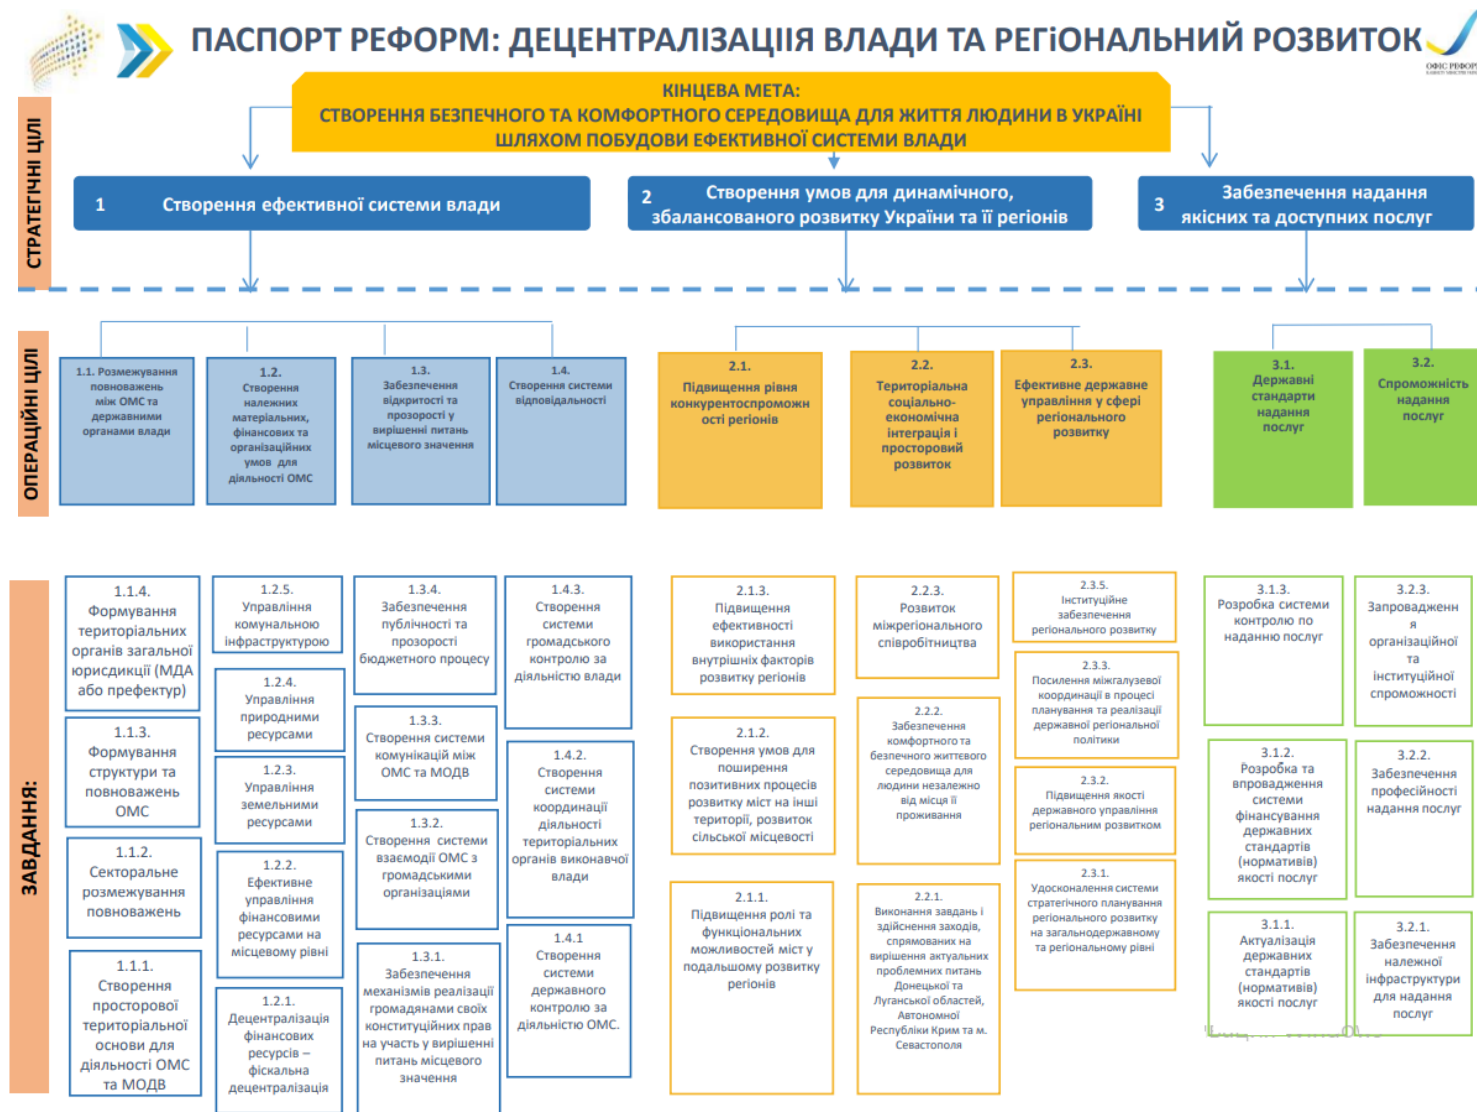 ПАСПОРТ РЕФОРМ: ДЕЦЕНТРАЛІЗАЦІІЯ ВЛАДИ ТА РЕГіОНАЛЬНИЙ РОЗВИТОК
КІНЦЕВА МЕТА:
СТВОРЕННЯ БЕЗПЕЧНОГО ТА КОМФОРТНОГО СЕРЕДОВИЩА ДЛЯ ЖИТТЯ ЛЮДИНИ В УКРАЇНІ
ШЛЯХОМ ПОБУДОВИ ЕФЕКТИВНОЇ СИСТЕМИ ВЛАДИ
СТРАТЕГІЧНІ ЦІЛІ
1 Створення ефективної системи влади
2 Створення умов для динамічного,
збалансованого розвитку України та її регіонів
3 Забезпечення надання
якісних та доступних послуг
ОПЕРАЦІЙНІ ЦІЛІ
1.1. Розмежування
повноважень
між ОМС та
державними
органами влади
1.2.
Створення
належних
матеріальних,
фінансових та
організаційних
умов для
діяльності ОМС
1.3.
Забезпечення
відкритості та
прозорості у
вирішенні питань
місцевого значення
1.4.
Створення системи
відповідальності
2.1.
Підвищення рівня
конкурентоспроможн
ості регіонів
2.2.
Територіальна
соціально-
економічна
інтеграція і
просторовий
розвиток
2.3.
Ефективне державне
управління у сфері
регіонального
розвитку
3.1.
Державні
стандарти
надання
послуг
3.2.
Спроможність
надання
послуг
ЗАВДАННЯ:
1.1.4.
Формування
територіальних
органів загальної
юрисдикції (МДА
або префектур)
1.1.3.
Формування
структури та
повноважень
ОМС
1.1.2.
Секторальне
розмежування
повноважень
1.1.1.
Створення
просторової
територіальної
основи для
діяльності ОМС
та МОДВ
1.2.5.
Управління
комунальною
інфраструктурою
1.2.4.
Управління
природними
ресурсами
1.2.3.
Управління
земельними
ресурсами
1.2.2.
Ефективне
управління
фінансовими
ресурсами на
місцевому рівні
1.2.1.
Децентралізація
фінансових
ресурсів –
фіскальна
децентралізація
1.3.4.
Забезпечення
публічності та
прозорості
бюджетного процесу
1.3.3.
Створення системи
комунікацій між
ОМС та МОДВ
1.3.2.
Створення системи
взаємодії ОМС з
громадськими
організаціями
1.3.1.
Забезпечення
механізмів реалізації
громадянами своїх
конституційних прав
на участь у вирішенні
питань місцевого
значення
1.4.3.
Створення
системи
громадського
контролю за
діяльністю влади
1.4.2.
Створення
системи
координації
діяльності
територіальних
органів виконавчої
влади
1.4.1
Створення
системи
державного
контролю за
діяльністю ОМС.
2.1.3.
Підвищення
ефективності
використання
внутрішніх факторів
розвитку регіонів
2.1.2.
Створення умов для
поширення
позитивних процесів
розвитку міст на інші
території, розвиток
сільської місцевості
2.1.1.
Підвищення ролі та
функціональних
можливостей міст у
подальшому розвитку
регіонів
2.2.3.
Розвиток
міжрегіонального
співробітництва
2.2.2.
Забезпечення
комфортного та
безпечного життєвого
середовища для
людини незалежно
від місця її
проживання
2.2.1.
Виконання завдань і
здійснення заходів,
спрямованих на
вирішення актуальних
проблемних питань
Донецької та
Луганської областей,
Автономної
Республіки Крим та м.
Севастополя
2.3.5.
Інституційне
забезпечення
регіонального розвитку
2.3.3.
Посилення міжгалузевої
координації в процесі
планування та реалізації
державної регіональної
політики
2.3.2.
Підвищення якості
державного управління
регіональним розвитком
2.3.1.
Удосконалення системи
стратегічного планування
регіонального розвитку
на загальнодержавному
та регіональному рівні
3.1.3.
Розробка системи
контролю по
наданню послуг
3.1.2.
Розробка та
впровадження
системи
фінансування
державних
стандартів
(нормативів)
якості послуг
3.1.1.
Актуалізація
державних
стандартів
(нормативів)
якості послуг
3.2.3.
Запровадженн
я
організаційної
та
інституційної
спроможності
3.2.2.
Забезпечення
професійності
надання послуг
3.2.1.
Забезпечення
належної
інфраструктури
для надання
послуг